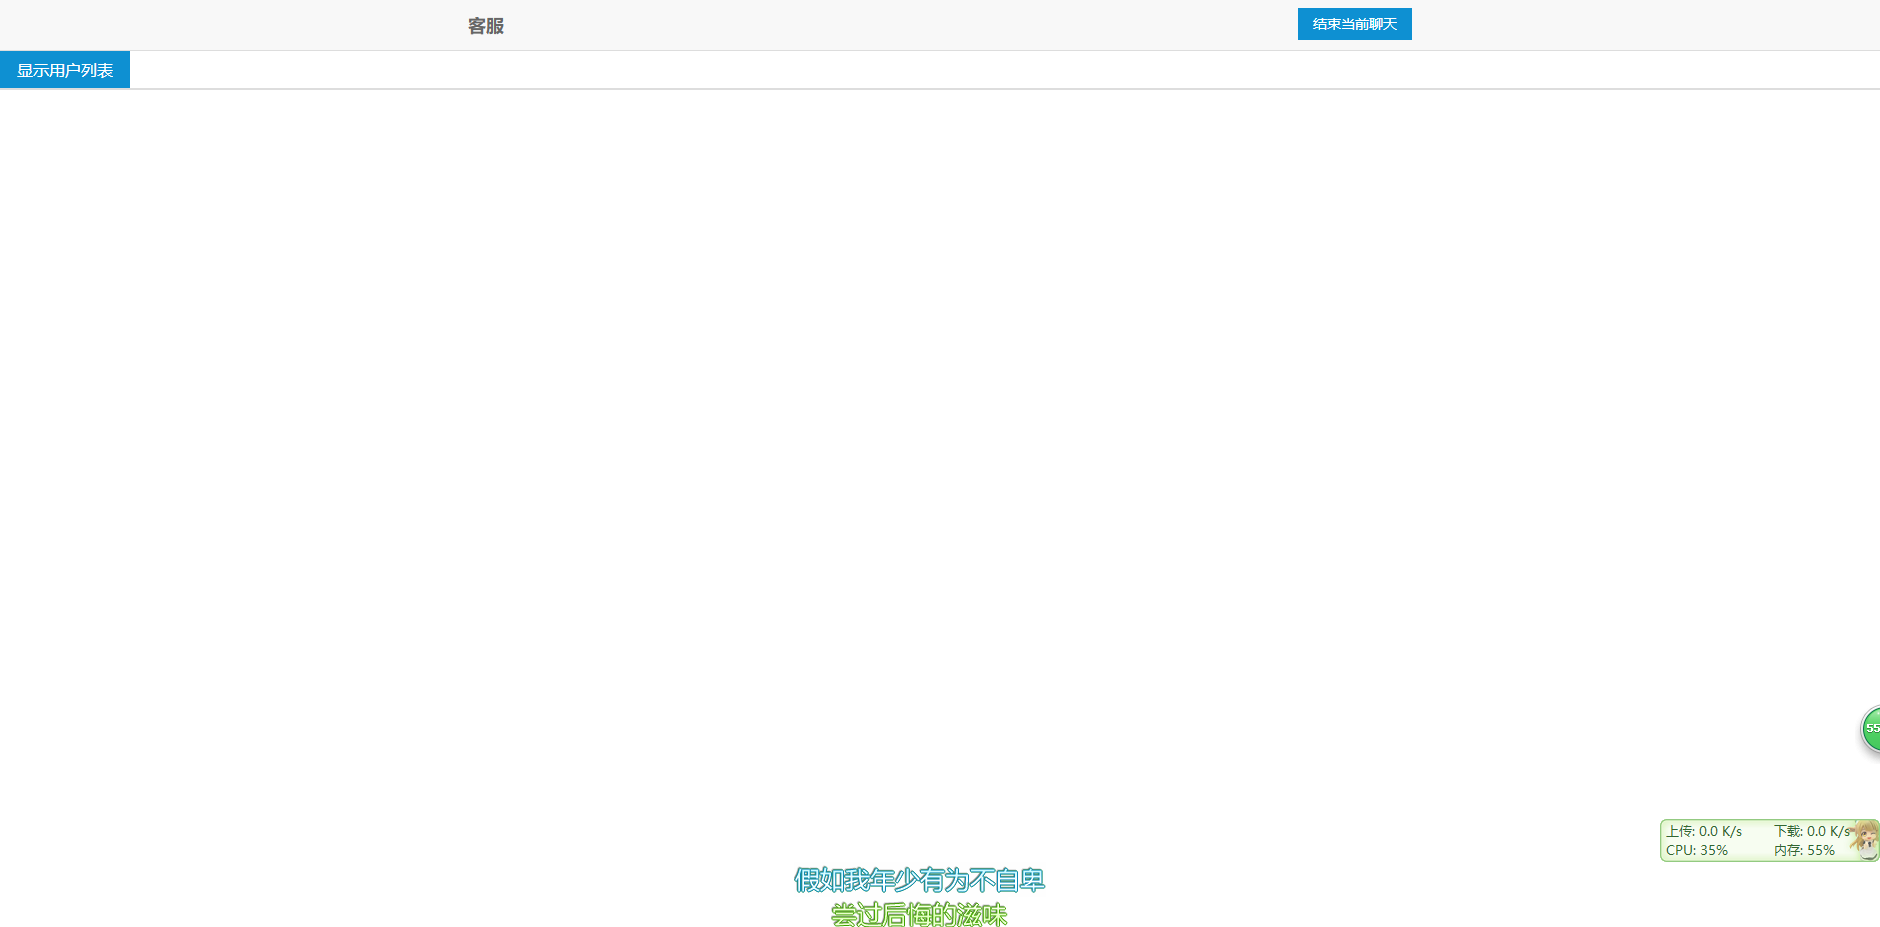 客服
结束当前聊天
显示用户列表
55
上传: 0.0 K/s 下载: 0.0 K/s
CPU: 35% 内存: 55%
假如我年少有为不自卑
尝过后悔的滋味